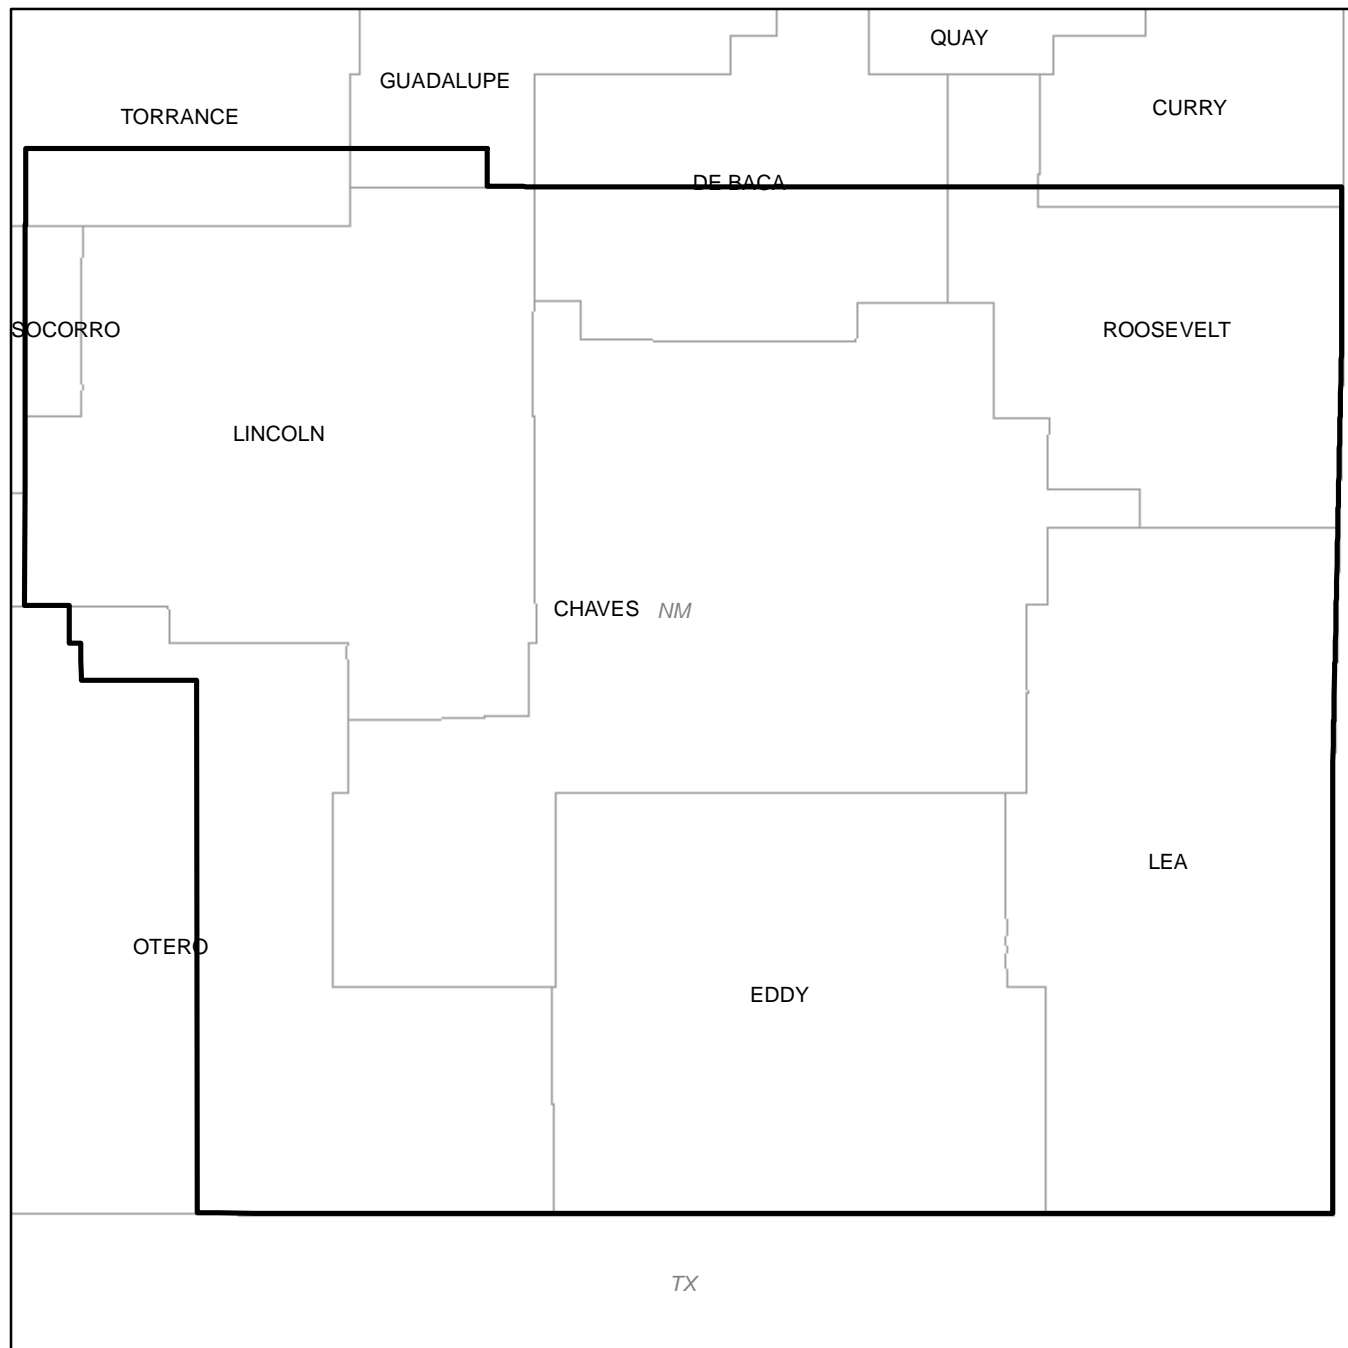 QUAY
GUADALUPE
CURRY
TORRANCE
DE BACA
SOCORRO
ROOSEVELT
LINCOLN
CHAVES NM
LEA
OTERO
EDDY
TX